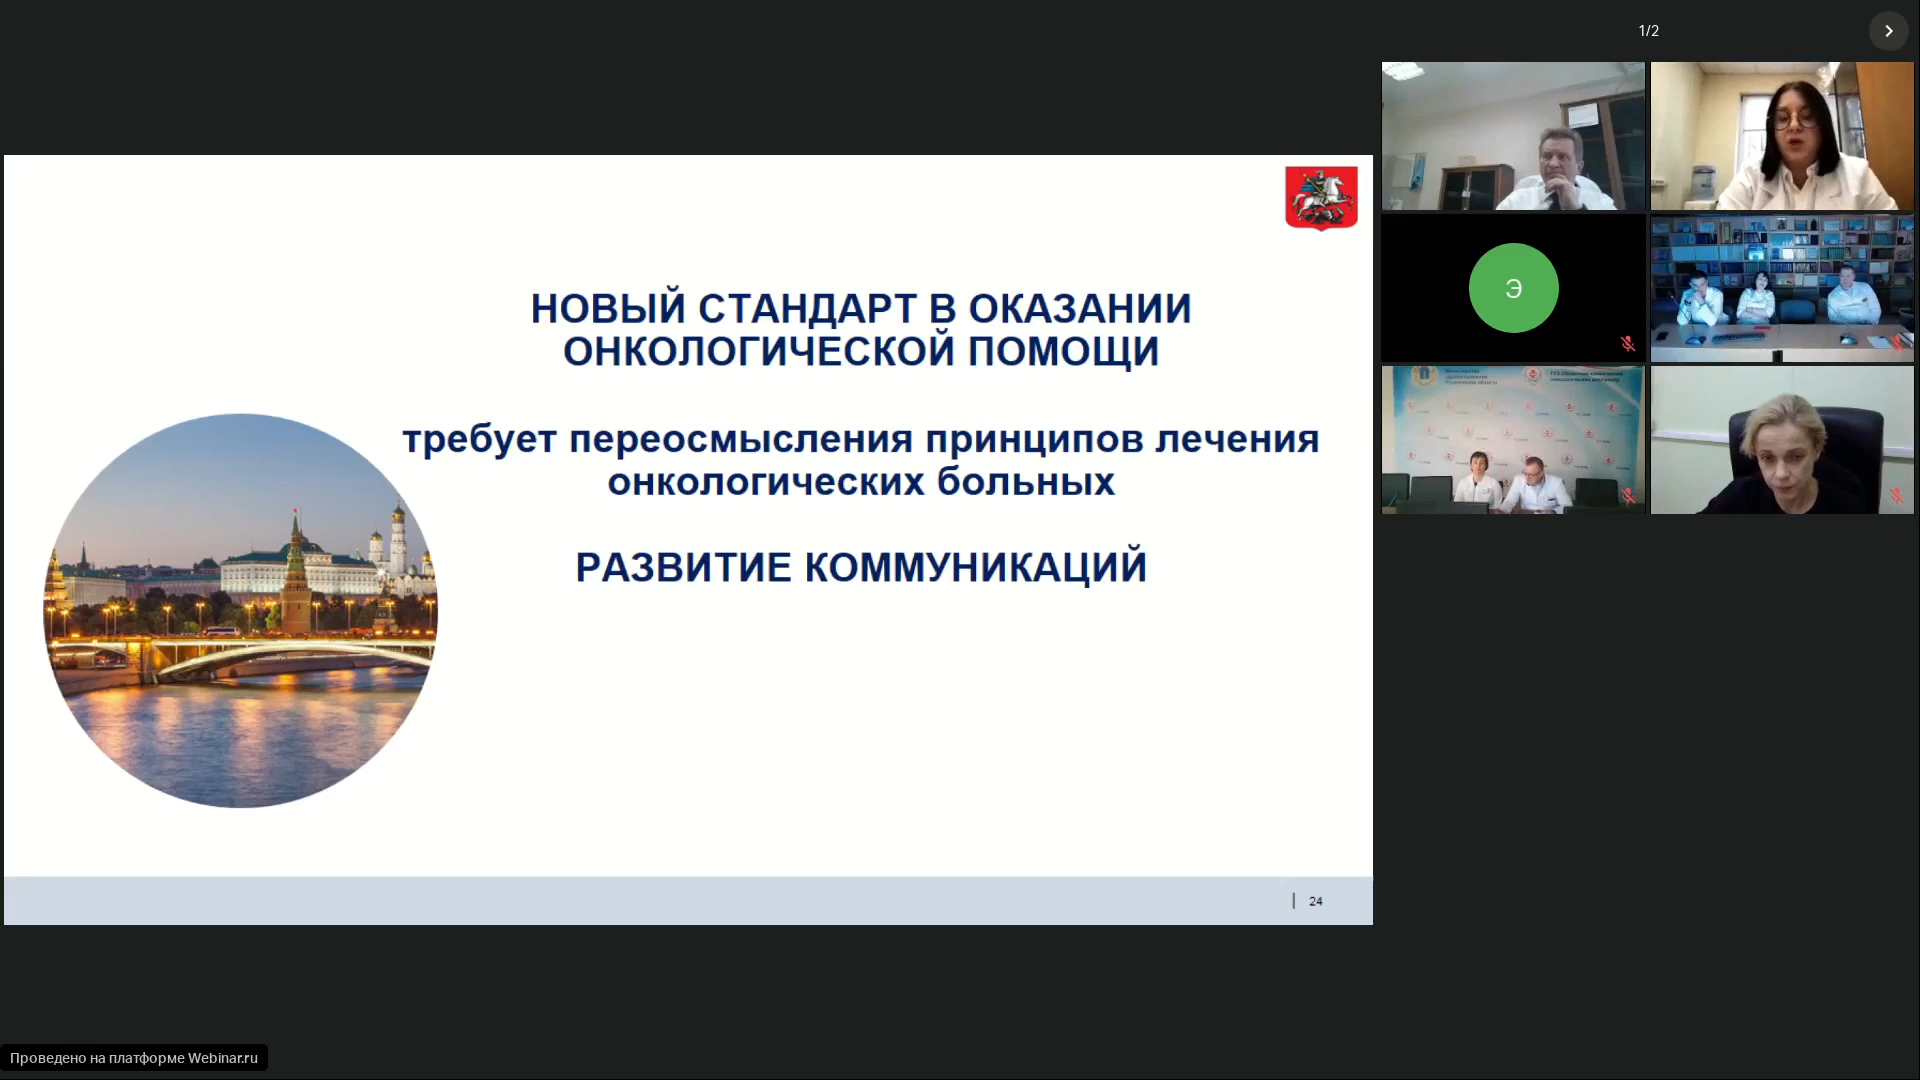 1/2
НОВЫЙ СТАНДАРТ В ОКАЗАНИИ
ОНКОЛОГИЧЕСКОЙ ПОМОЩИ
требует переосмысления принципов лечения
онкологических больных
РАЗВИТИЕ КОММУНИКАЦИЙ
24
Э
Проведено на платформе Webinar.ru